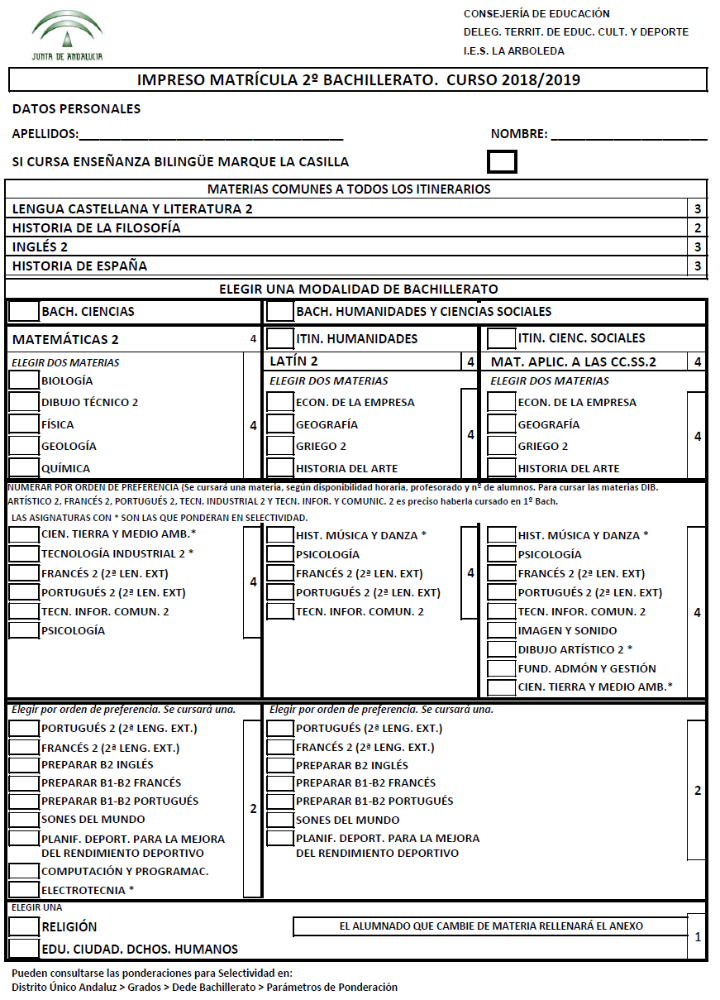 CONSEJERÍA DE EDUCACIÓN
DELEG. TERRIT. DE EDUC. CULT. Y DEPORTE
I.E.S. LA ARBOLEDA
JUNTA DE ANDALUCIA
IMPRESO MATRÍCULA 2º BACHILLERATO. CURSO 2018/2019
DATOS PERSONALES
APELLIDOS:______________________________________ NOMBRE: ______________________
SI CURSA ENSEÑANZA BILINGÜE MARQUE LA CASILLA
MATERIAS COMUNES A TODOS LOS ITINERARIOS
LENGUA CASTELLANA Y LITERATURA 2 3
HISTORIA DE LA FILOSOFÍA 2
INGLÉS 2 3
HISTORIA DE ESPAÑA 3
ELEGIR UNA MODALIDAD DE BACHILLERATO
BACH. CIENCIAS
MATEMÁTICAS 2 4
ELEGIR DOS MATERIAS
BIOLOGÍA
DIBUJO TÉCNICO 2
FÍSICA
GEOLOGÍA
QUÍMICA
4
BACH. HUMANIDADES Y CIENCIAS SOCIALES
ITIN. HUMANIDADES
LATÍN 2 4
ELEGIR DOS MATERIAS
ECON. DE LA EMPRESA
GEOGRAFÍA
GRIEGO 2
HISTORIA DEL ARTE
4
ITIN. CIENC. SOCIALES
MAT. APLIC. A LAS CC.SS.2 4
ELEGIR DOS MATERIAS
ECON. DE LA EMPRESA
GEOGRAFÍA
GRIEGO 2
HISTORIA DEL ARTE
4
NUMERAR POR ORDEN DE PREFERENCIA (Se cursará una materia, según disponibilidad horaria, profesorado y nº de alumnos. Para cursar las materias DIB.
ARTÍSTICO 2, FRANCÉS 2, PORTUGUÉS 2, TECN. INDUSTRIAL 2 Y TECN. INFOR. Y COMUNIC. 2 es preciso haberla cursado en 1º Bach.
LAS ASIGNATURAS CON * SON LAS QUE PONDERAN EN SELECTIVIDAD.
CIEN. TIERRA Y MEDIO AMB.*
TECNOLOGÍA INDUSTRIAL 2 *
FRANCÉS 2 (2ª LEN. EXT)
PORTUGUÉS 2 (2ª LEN. EXT)
TECN. INFOR. COMUN. 2
PSICOLOGÍA
4
HIST. MÚSICA Y DANZA *
PSICOLOGÍA
FRANCÉS 2 (2ª LEN. EXT)
PORTUGUÉS 2 (2ª LEN. EXT)
TECN. INFOR. COMUN. 2
4
HIST. MÚSICA Y DANZA *
PSICOLOGÍA
FRANCÉS 2 (2ª LEN. EXT)
PORTUGUÉS 2 (2ª LEN. EXT)
TECN. INFOR. COMUN. 2
IMAGEN Y SONIDO
DIBUJO ARTÍSTICO 2 *
FUND. ADMÓN Y GESTIÓN
CIEN. TIERRA Y MEDIO AMB.*
4
Elegir por orden de preferencia. Se cursará una.
PORTUGUÉS 2 (2ª LENG. EXT.)
FRANCÉS 2 (2ª LENG. EXT.)
PREPARAR B2 INGLÉS
PREPARAR B1-B2 FRANCÉS
PREPARAR B1-B2 PORTUGUÉS
SONES DEL MUNDO
PLANIF. DEPORT. PARA LA MEJORA
DEL RENDIMIENTO DEPORTIVO
COMPUTACIÓN Y PROGRAMAC.
ELECTROTECNIA *
2
Elegir por orden de preferencia. Se cursará una.
PORTUGUÉS (2ª LENG. EXT.)
FRANCÉS 2 (2ª LENG. EXT.)
PREPARAR B2 INGLÉS
PREPARAR B1-B2 FRANCÉS
PREPARAR B1-B2 PORTUGUÉS
SONES DEL MUNDO
PLANIF. DEPORT. PARA LA MEJORA
DEL RENDIMIENTO DEPORTIVO
2
ELEGIR UNA
RELIGIÓN
EDU. CIUDAD. DCHOS. HUMANOS
EL ALUMNADO QUE CAMBIE DE MATERIA RELLENARÁ EL ANEXO
1
Pueden consultarse las ponderaciones para Selectividad en:
Distrito Único Andaluz > Grados > Dede Bachillerato > Parámetros de Ponderación